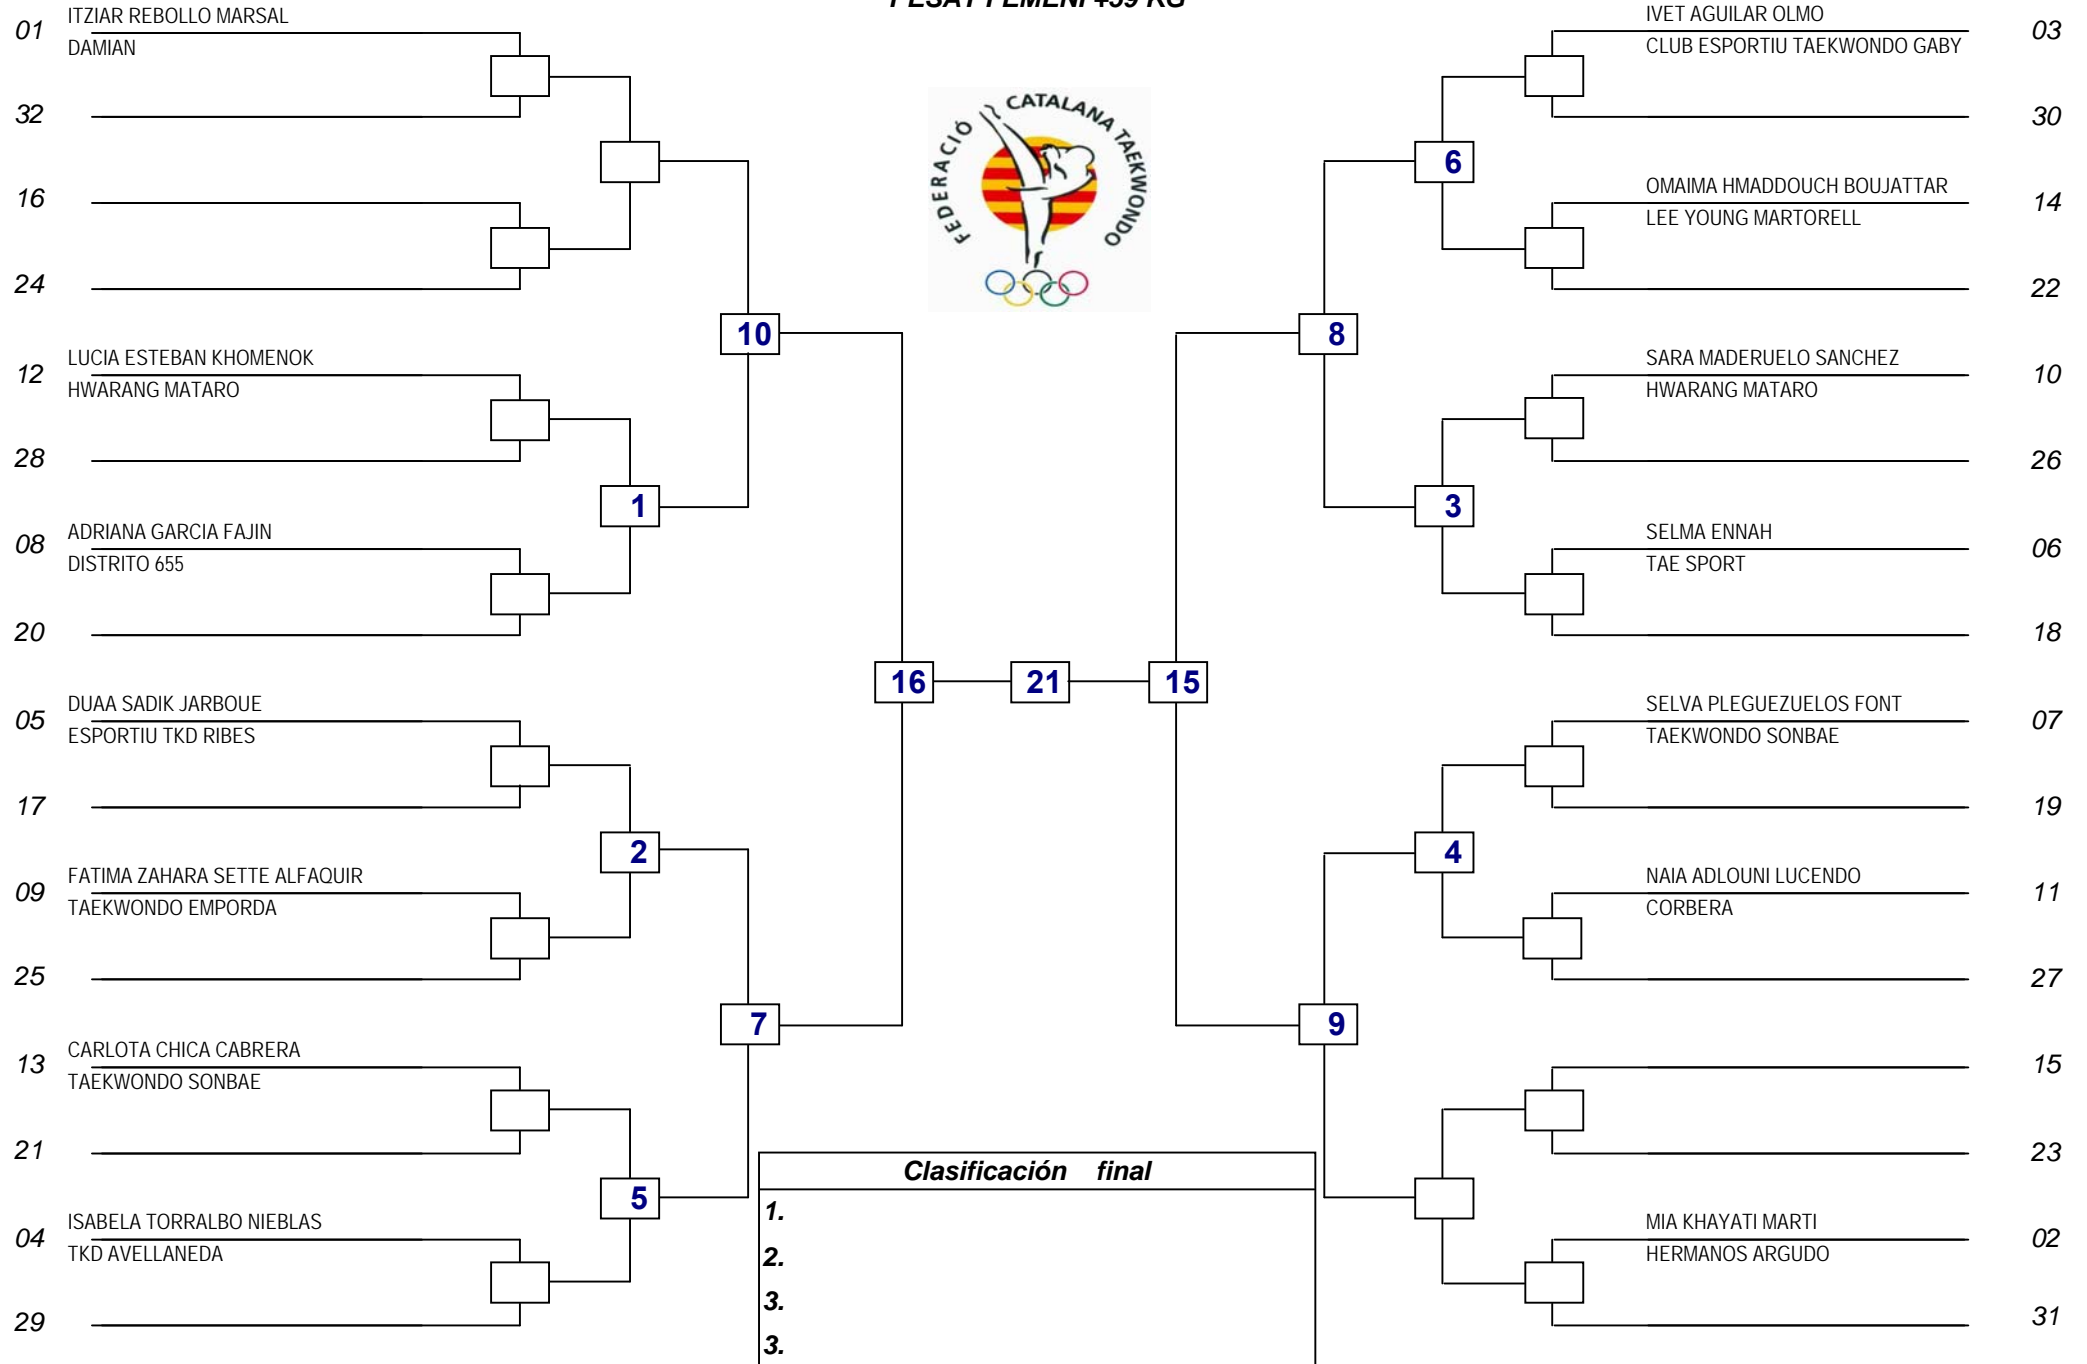 PESAT FEMENI +59 KG
01
ITZIAR REBOLLO MARSAL
DAMIAN
32
16
24
12
LUCIA ESTEBAN KHOMENOK
HWARANG MATARO
28
08
ADRIANA GARCIA FAJIN
DISTRITO 655
20
05
DUAA SADIK JARBOUE
ESPORTIU TKD RIBES
17
09
FATIMA ZAHARA SETTE ALFAQUIR
TAEKWONDO EMPORDA
25
13
CARLOTA CHICA CABRERA
TAEKWONDO SONBAE
21
04
ISABELA TORRALBO NIEBLAS
TKD AVELLANEDA
29
10
1
2
7
5
FEDERACIÓ CATALANA TAEKWONDO
16
21
15
6
8
3
4
9
IVET AGUILAR OLMO
03
CLUB ESPORTIU TAEKWONDO GABY
30
OMAIMA HMADDOUCH BOUJATTAR
14
LEE YOUNG MARTORELL
22
SARA MADERUELO SANCHEZ
10
HWARANG MATARO
26
SELMA ENNAH
06
TAE SPORT
18
SELVA PLEGUEZUELOS FONT
07
TAEKWONDO SONBAE
19
NAIA ADLOUNI LUCENDO
11
CORBERA
27
15
23
MIA KHAYATI MARTI
02
HERMANOS ARGUDO
31
Clasificación final
1.
2.
3.
3.